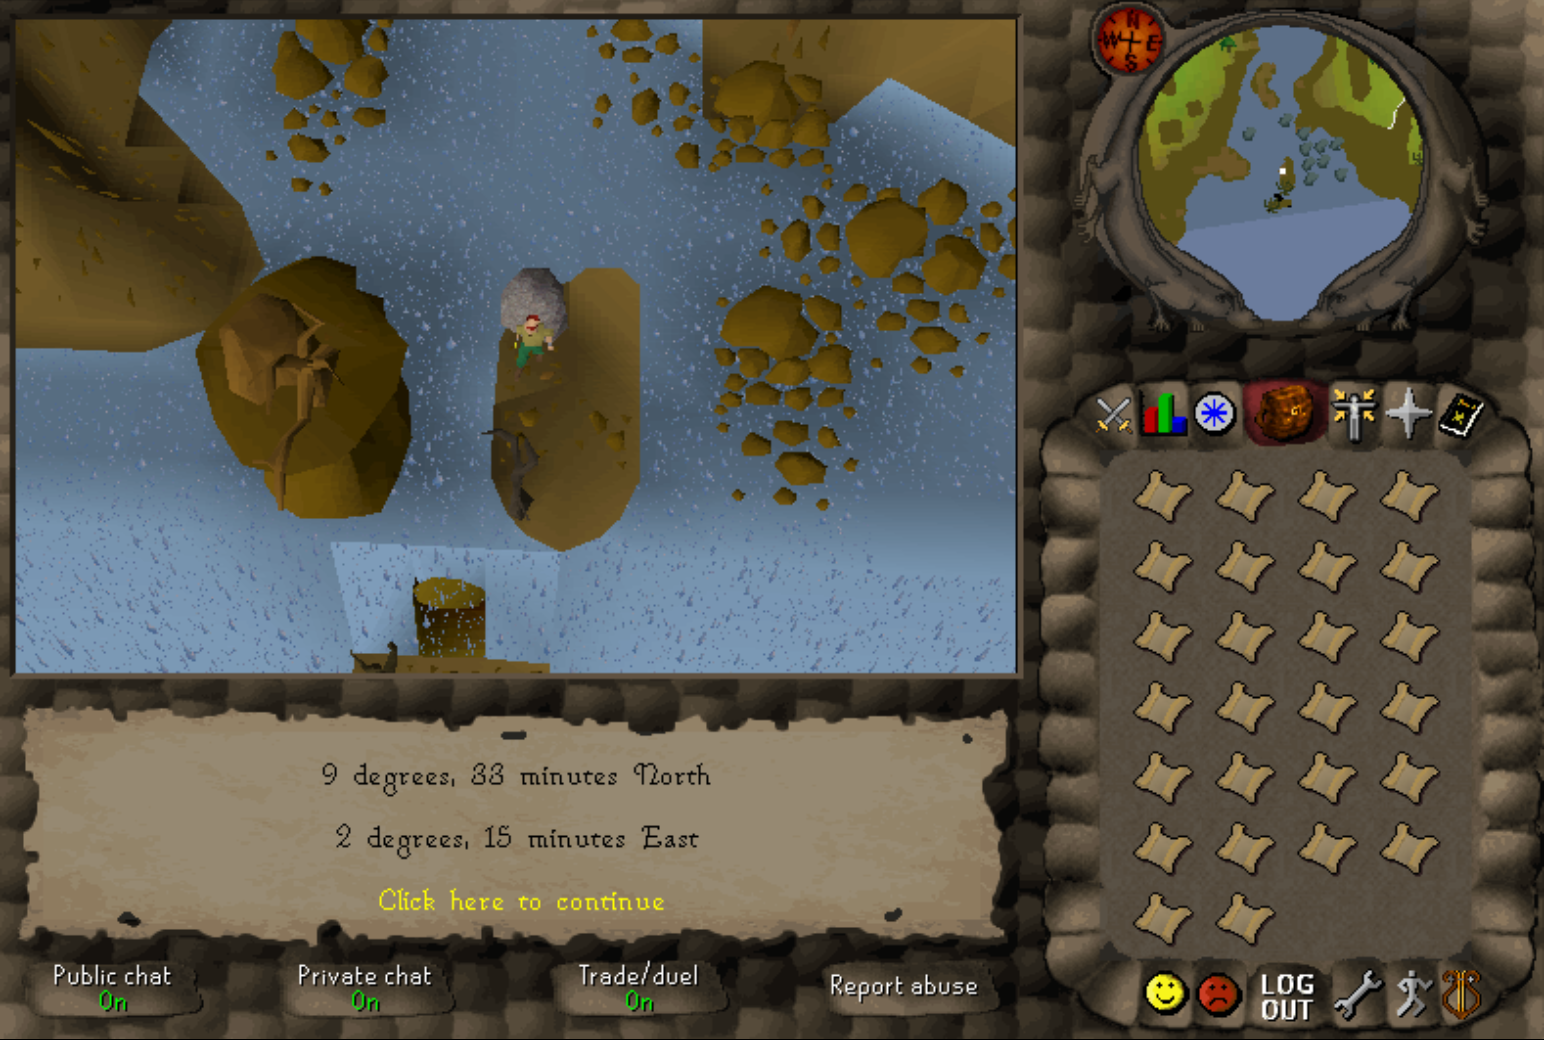 N
W E
S
9 degrees, 33 minutes North
2 degrees, 15 minutes East
Click here to continue
Public chat
On
Private chat
On
Trade/duel
On
Report abuse
LOG
OUT